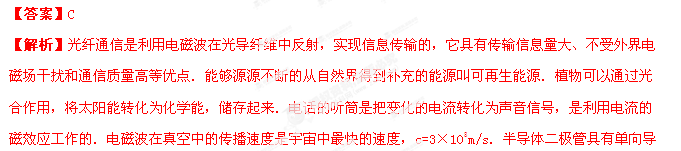 【答案】C
【解析】光纤通信是利用电磁波在光导纤维中反射，实现信息传输的，它具有传输信息量大、不受外界电
磁场干扰和通信质量高等优点．能够源源不断的从自然界得到补充的能源叫可再生能源．植物可以通过光
合作用，将太阳能转化为化学能，储存起来．电话的听筒是把变化的电流转化为声音信号，是利用电流的
磁效应工作的．电磁波在真空中的传播速度是宇宙中最快的速度，c=3×10⁸m/s．半导体二极管具有单向导